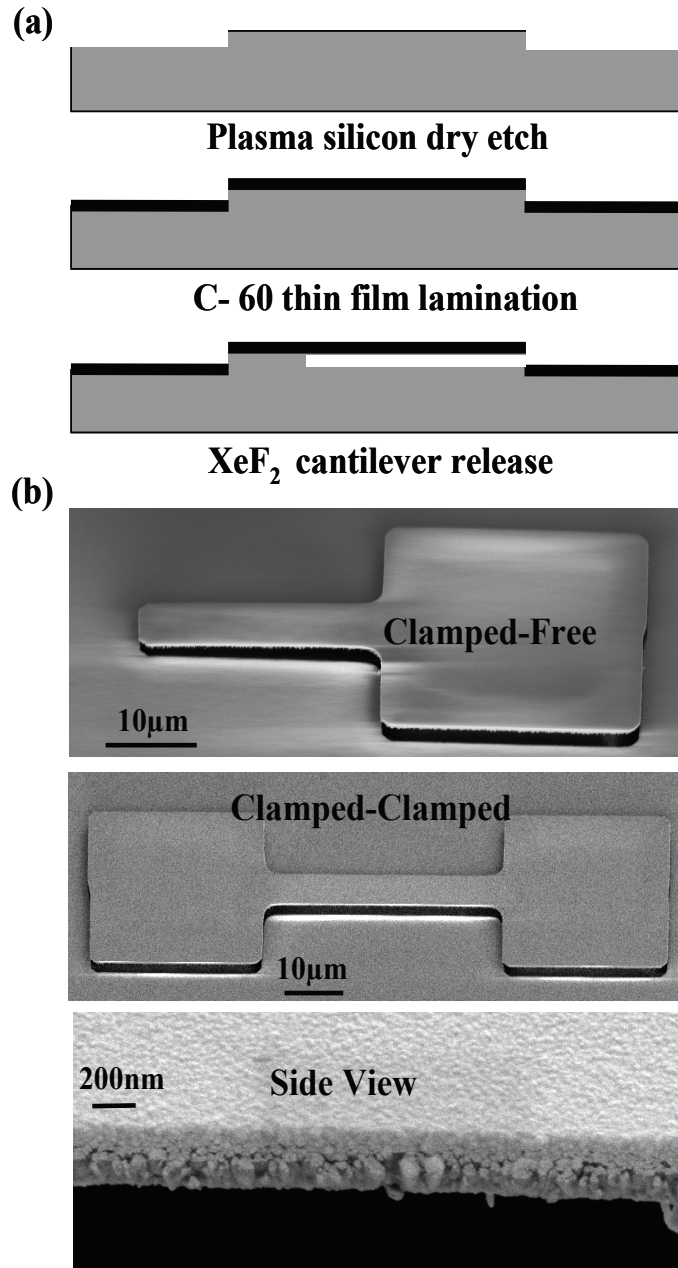 (a)
Plasma silicon dry etch
C- 60 thin film lamination
XeF₂ cantilever release
(b)
Clamped-Free
10µm
Clamped-Clamped
10µm
200nm
Side View